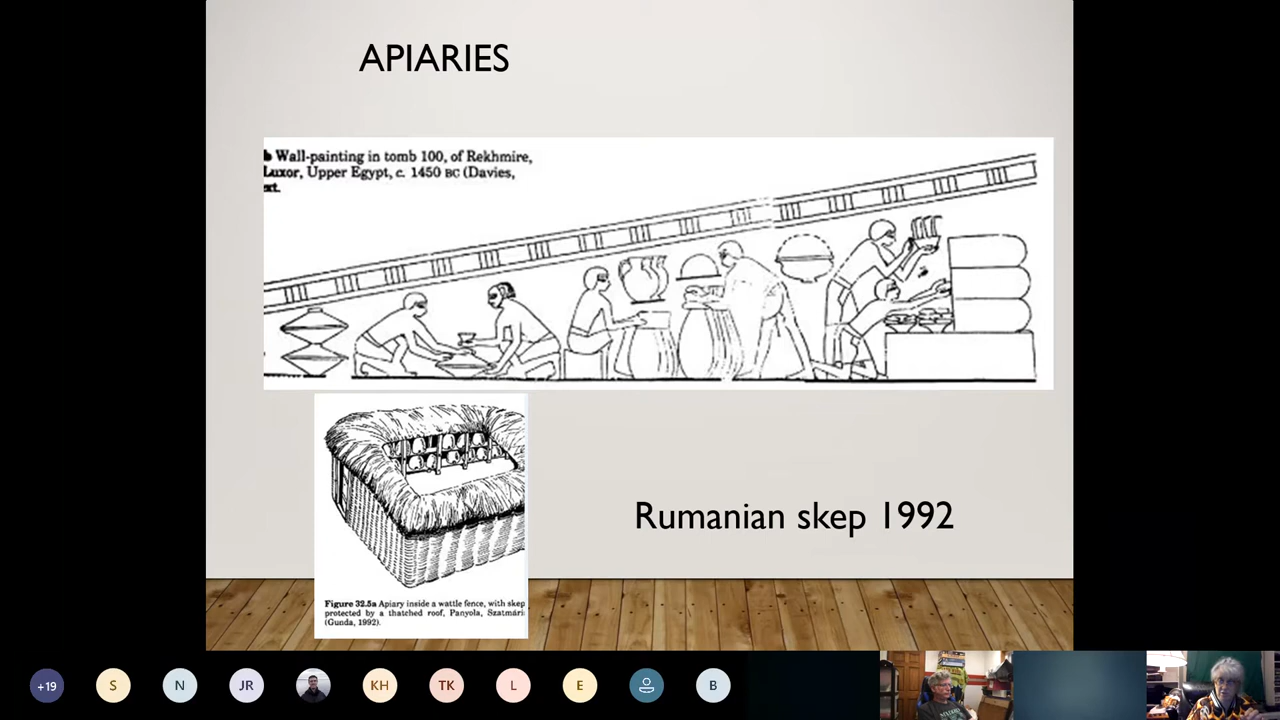 APIARIES
b Wall-painting in tomb 100, of Rekhmire,
Luxor, Upper Egypt, c. 1450 BC (Davies,
xt.
Rumanian skep 1992
Figure 32.5a Apiary inside a wattle fence, with skep
protected by a thatched roof, Panyola, Szatmári
(Gunda, 1992).
+19
S
N
JR
KH
TK
L
E
B